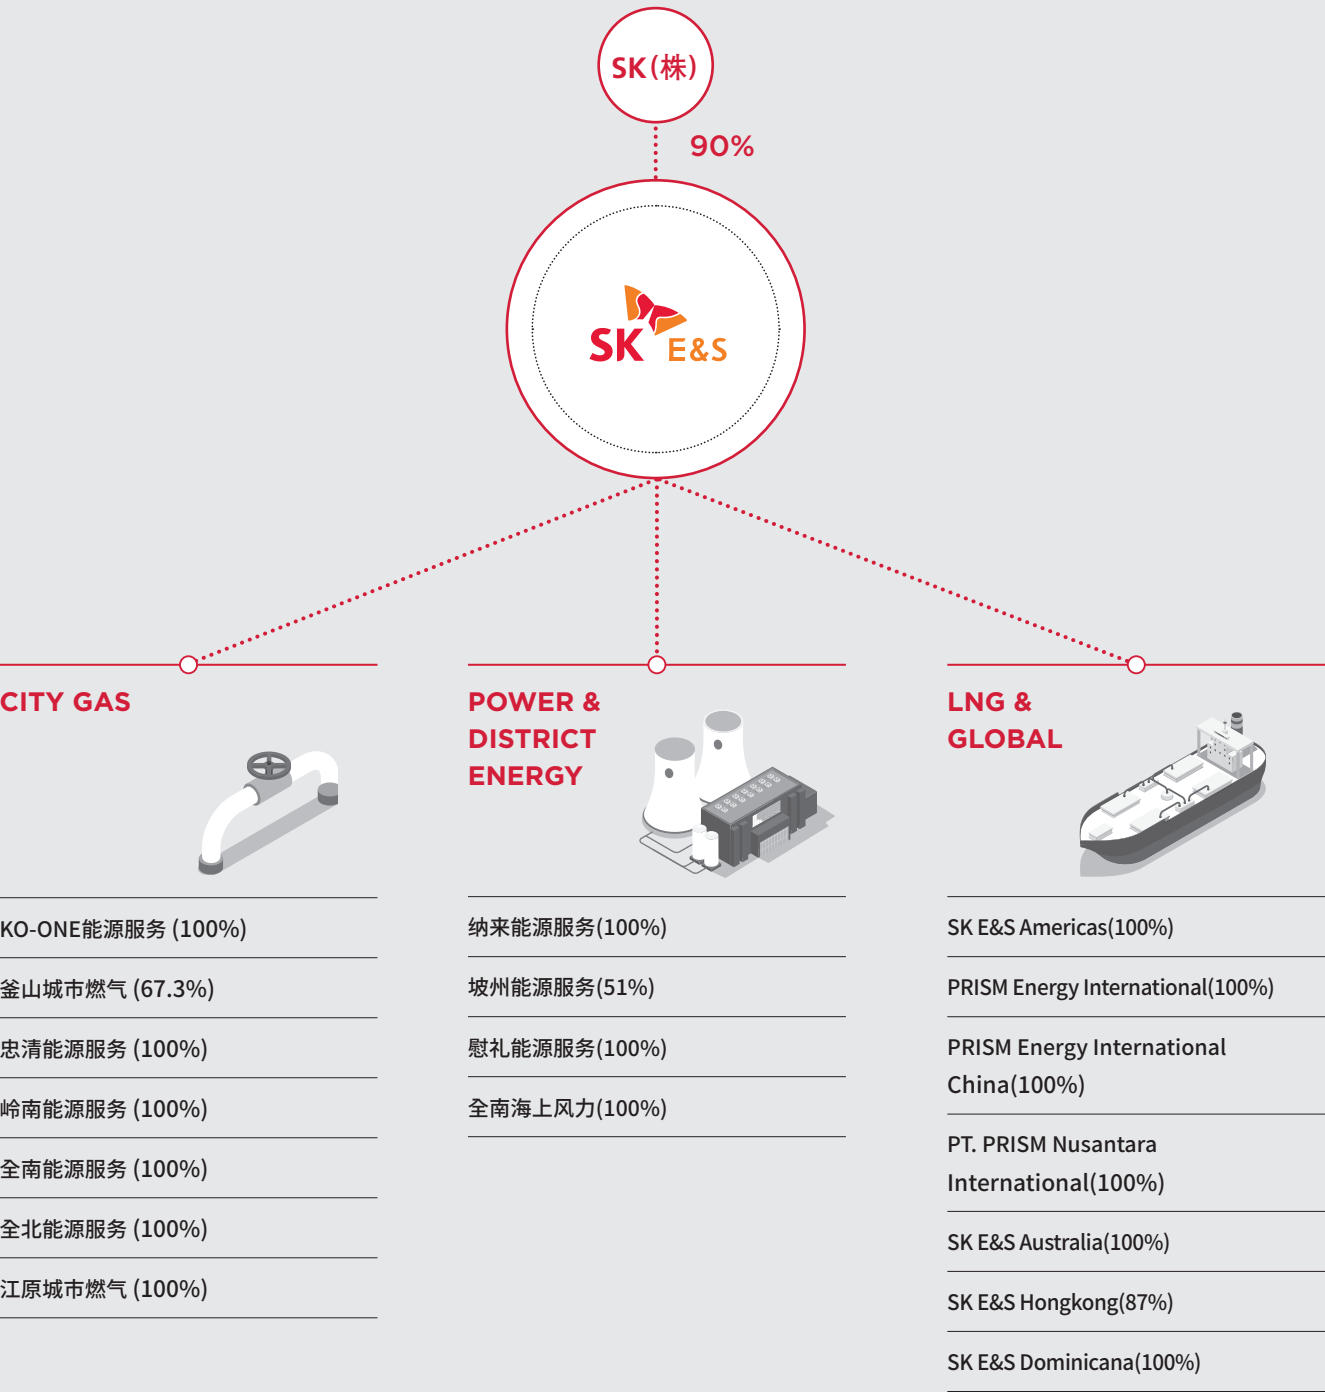 SK(株)
90%
SK E&S
CITY GAS
KO-ONE能源服务 (100%)
釜山城市燃气 (67.3%)
忠清能源服务 (100%)
岭南能源服务 (100%)
全南能源服务 (100%)
全北能源服务 (100%)
江原城市燃气 (100%)
POWER &
DISTRICT
ENERGY
纳来能源服务(100%)
坡州能源服务(51%)
慰礼能源服务(100%)
全南海上风力(100%)
LNG &
GLOBAL
SK E&S Americas(100%)
PRISM Energy International(100%)
PRISM Energy International
China(100%)
PT. PRISM Nusantara
International(100%)
SK E&S Australia(100%)
SK E&S Hongkong(87%)
SK E&S Dominicana(100%)